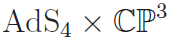 AdS₄ × ℂℙ³